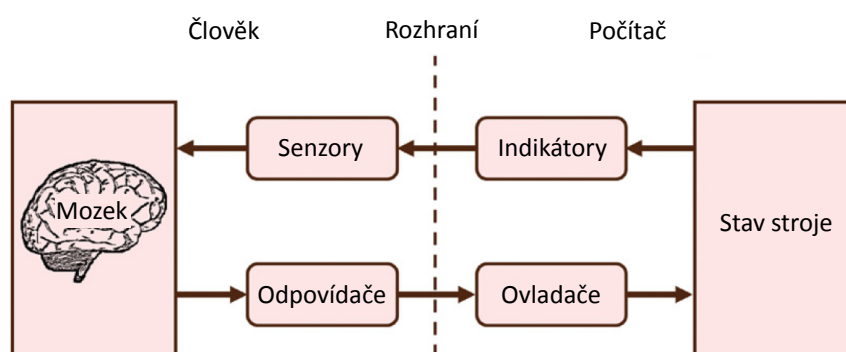 Člověk
Rozhraní
Počítač
Senzory
Indikátory
Mozek
Stav stroje
Odpovídače
Ovladače